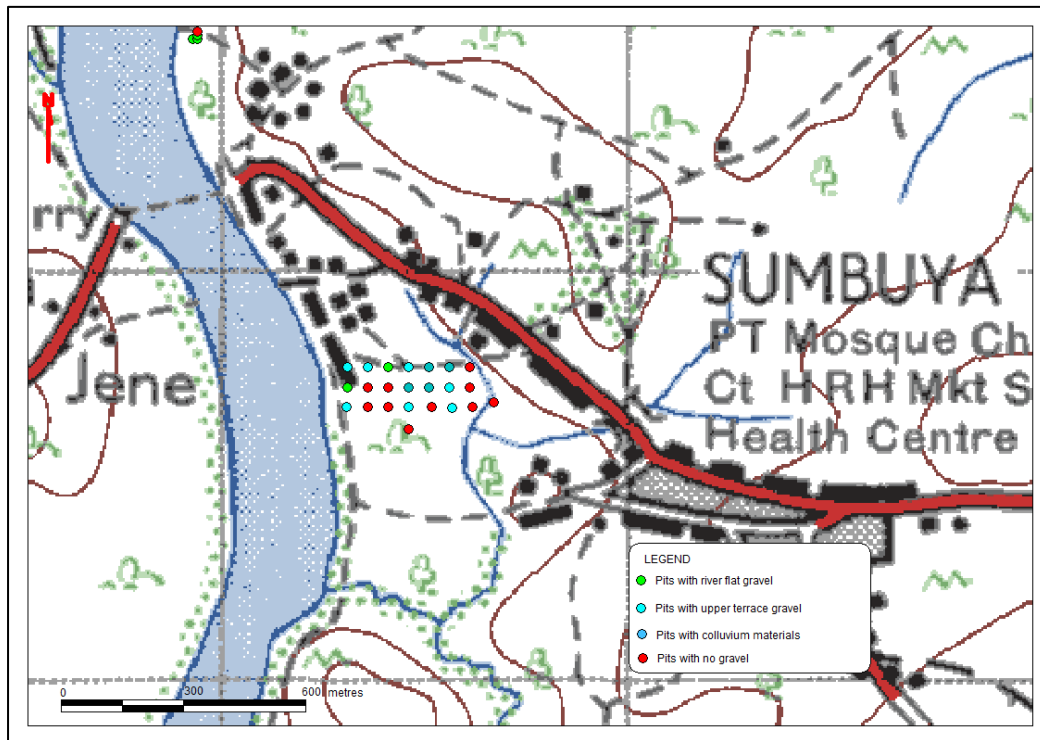 N
rry
Jene
SUMBUYA
PT Mosque Ch
Ct H R H Mkt S
Health Centre
LEGEND
Pits with river flat gravel
Pits with upper terrace gravel
Pits with colluvium materials
Pits with no gravel
0 300 600 metres